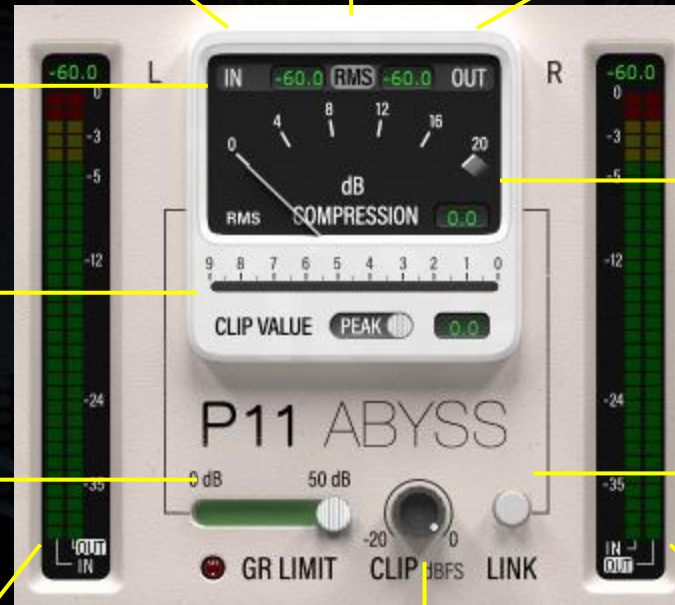 -60.0
0
-3
-5
-12
-24
-35
OUT
IN
L
IN -60.0 RMS -60.0 OUT
0 4 8 12 16 20
dB
RMS COMPRESSION 0.0
9 8 7 6 5 4 3 2 1 0
CLIP VALUE PEAK 0.0
P11 ABYSS
0 dB 50 dB
-20 0
GR LIMIT CLIP dBFS LINK
R
-60.0
0
-3
-5
-12
-24
-35
IN
OUT